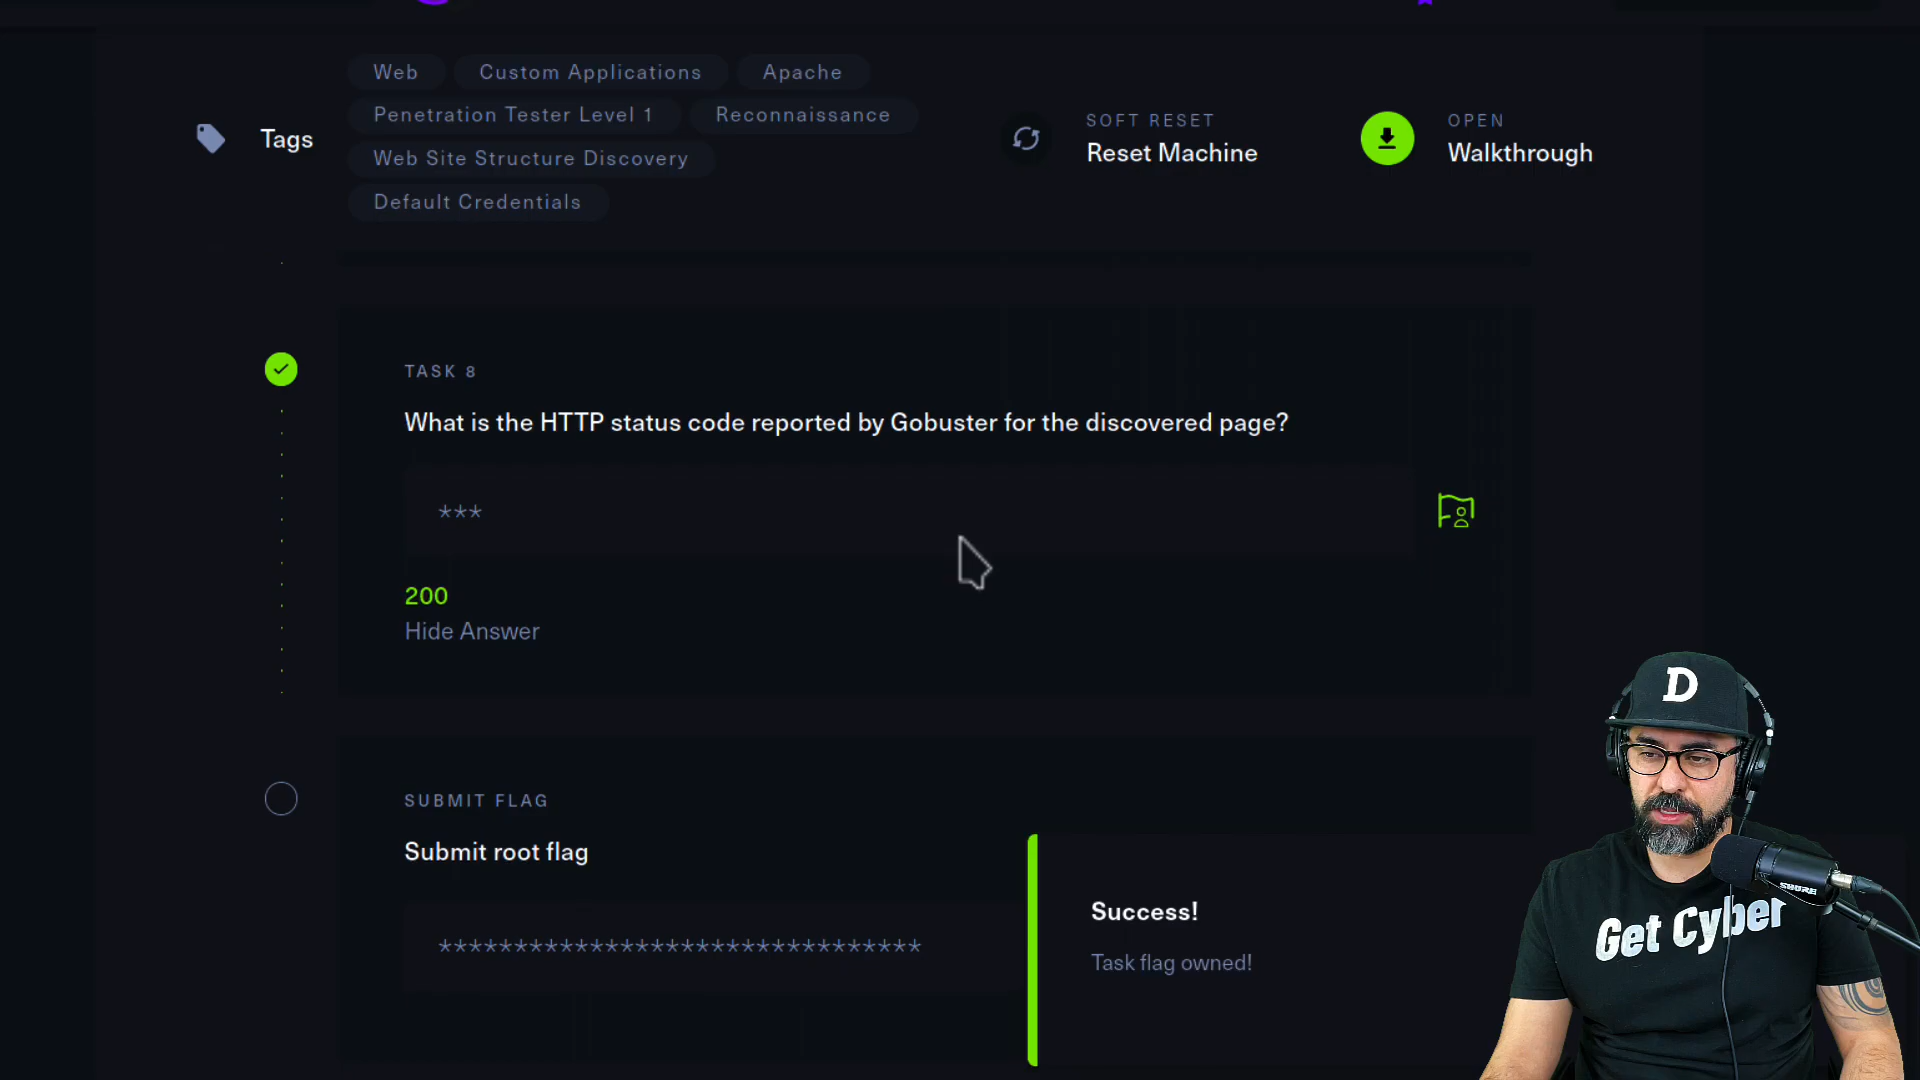 Web
Custom Applications
Apache
Penetration Tester Level 1
Reconnaissance
Tags
Web Site Structure Discovery
Default Credentials
SOFT RESET
Reset Machine
OPEN
Walkthrough
TASK 8
What is the HTTP status code reported by Gobuster for the discovered page?
***
200
Hide Answer
SUBMIT FLAG
Submit root flag
********************************
Success!
Task flag owned!
D
SHURE
Get Cyber